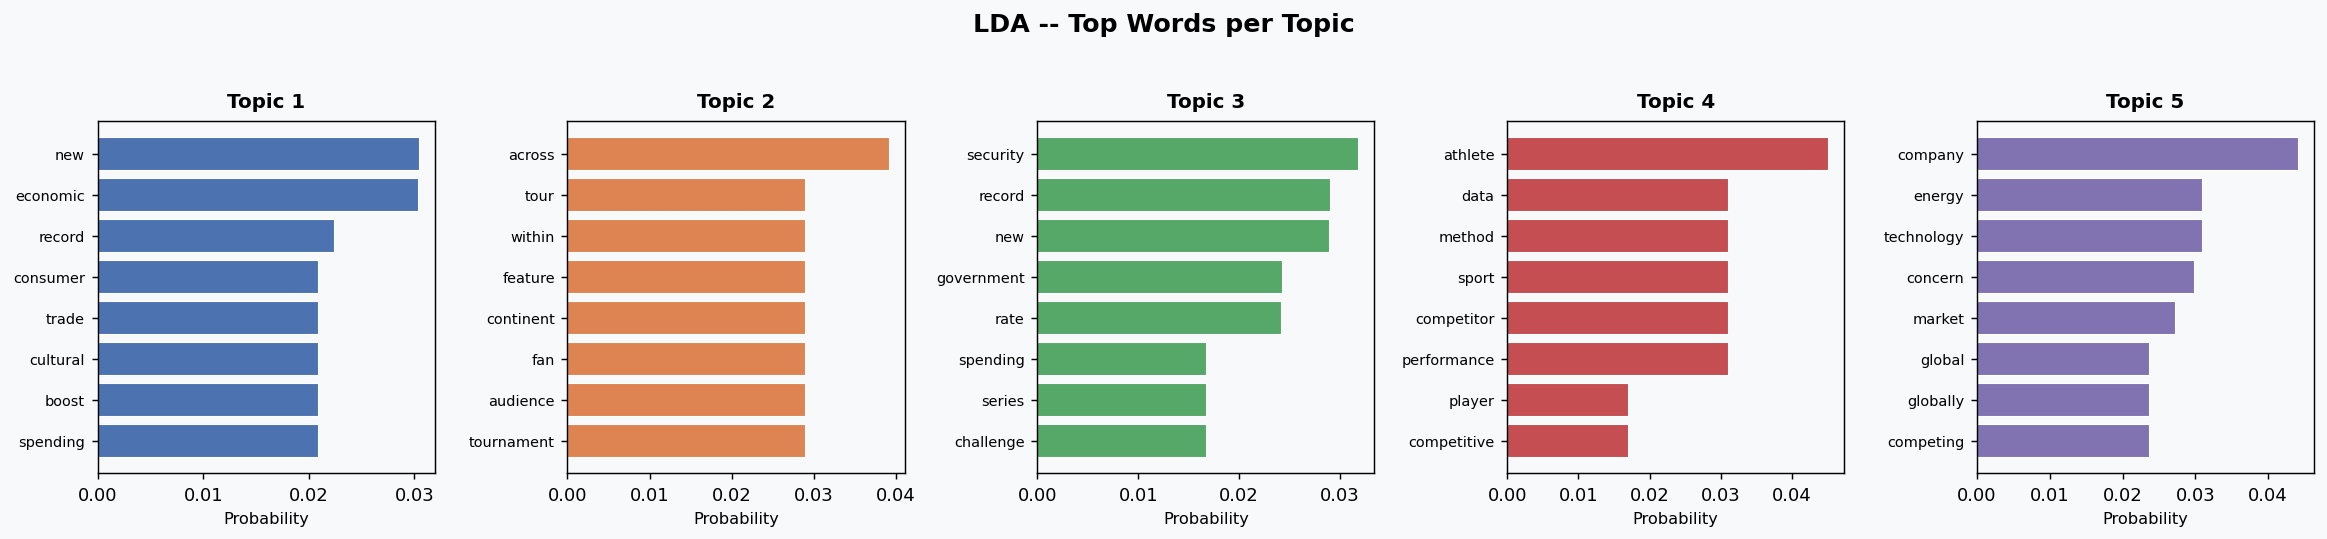 LDA -- Top Words per Topic
Topic 1
new
economic
record
consumer
trade
cultural
boost
spending
0.00 0.01 0.02 0.03
Probability
Topic 2
across
tour
within
feature
continent
fan
audience
tournament
0.00 0.01 0.02 0.03 0.04
Probability
Topic 3
security
record
new
government
rate
spending
series
challenge
0.00 0.01 0.02 0.03
Probability
Topic 4
athlete
data
method
sport
competitor
performance
player
competitive
0.00 0.01 0.02 0.03 0.04
Probability
Topic 5
company
energy
technology
concern
market
global
globally
competing
0.00 0.01 0.02 0.03 0.04
Probability